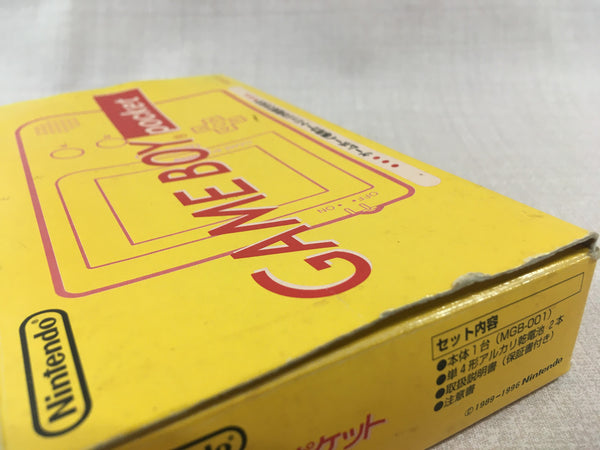 GAME BOY pocket
OFF・ON
Nintendo
セット内容
●本体1台 (MGB-001)
●単4形アルカリ乾電池 2本
●取扱説明書 (保証書付き)
●注意書
©1989-1996 Nintendo
ポケット